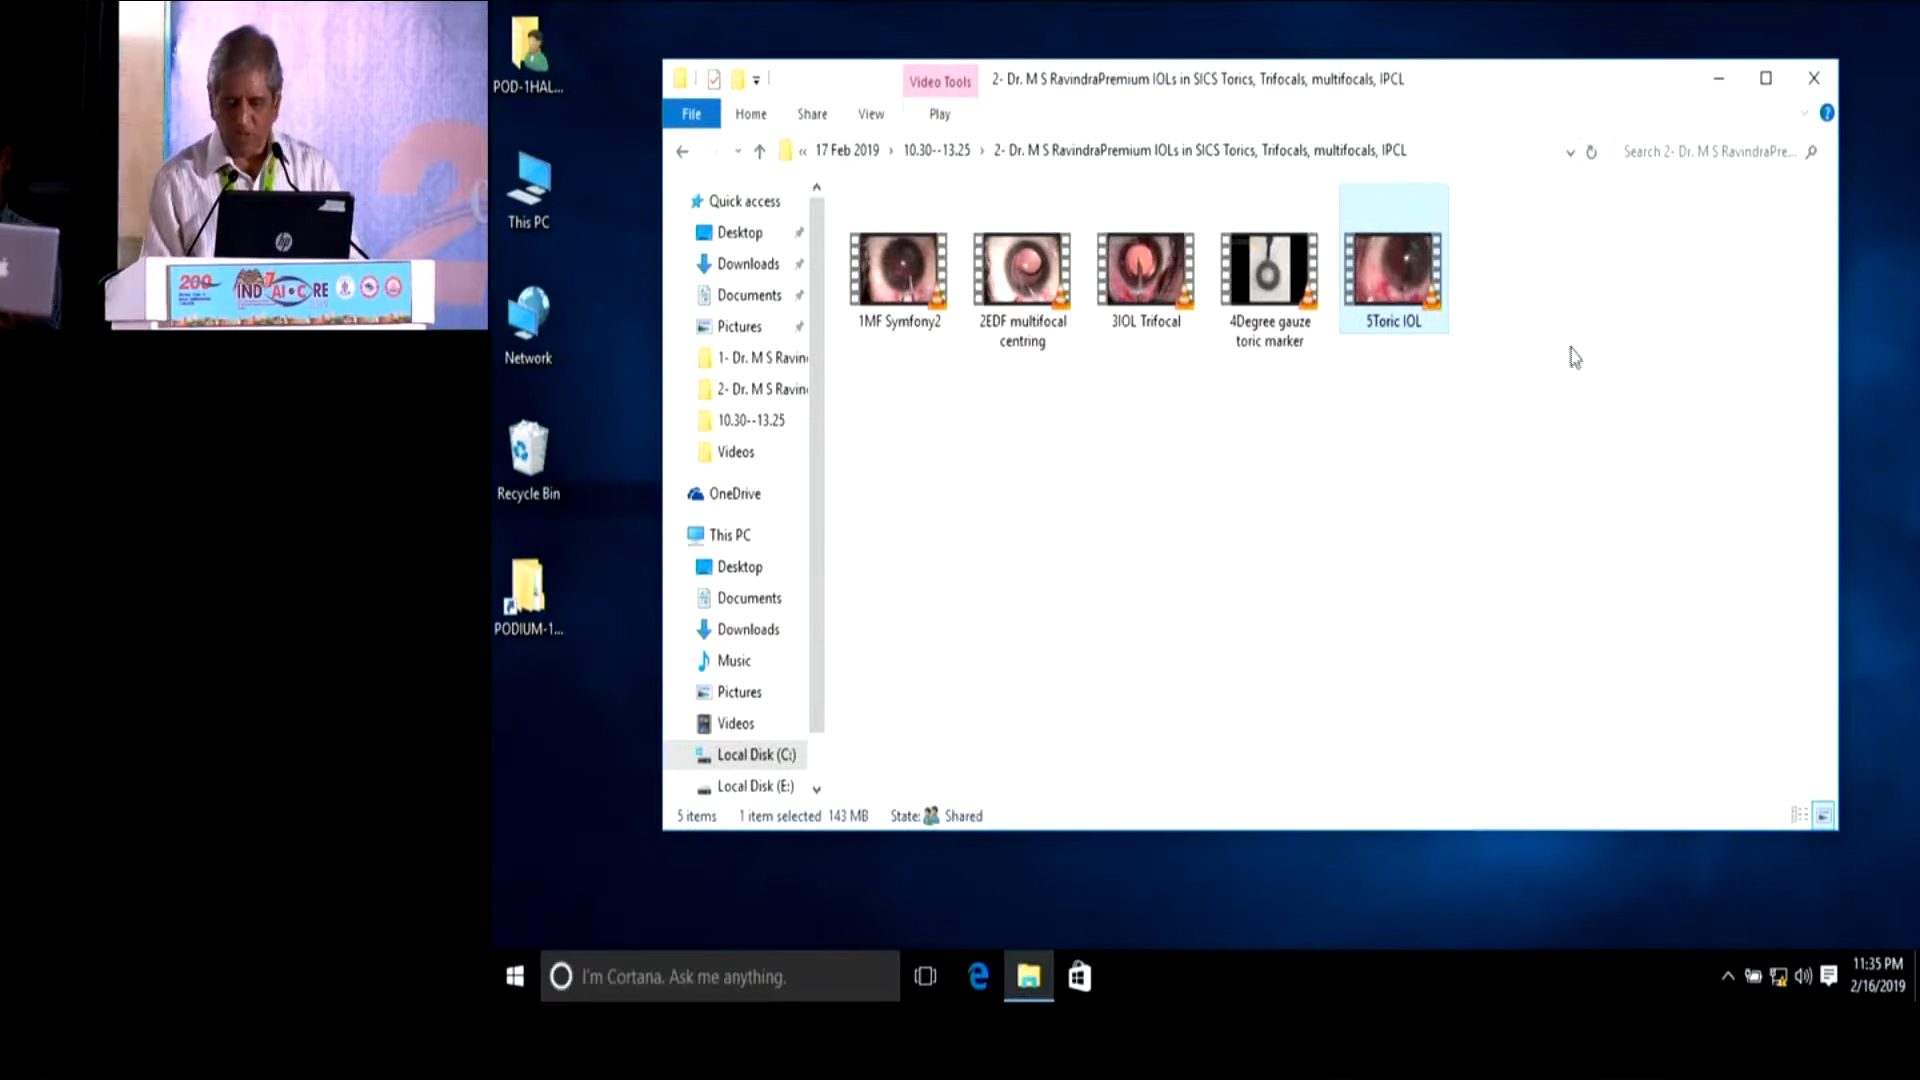 200
IND AI•C RE
hp
POD-1HAL...
This PC
Network
Recycle Bin
PODIUM-1...
Video Tools
2- Dr. M S RavindraPremium IOLs in SICS Torics, Trifocals, multifocals, IPCL
File
Home
Share
View
Play
« 17 Feb 2019 › 10.30--13.25 › 2- Dr. M S RavindraPremium IOLs in SICS Torics, Trifocals, multifocals, IPCL
Search 2- Dr. M S RavindraPre...
Quick access
Desktop
Downloads
Documents
Pictures
1- Dr. M S Ravin
2- Dr. M S Ravin
10.30--13.25
Videos
OneDrive
This PC
Desktop
Documents
Downloads
Music
Pictures
Videos
Local Disk (C:)
Local Disk (E:)
1MF Symfony2
2EDF multifocal
centring
3IOL Trifocal
4Degree gauze
toric marker
5Toric IOL
5 items
1 item selected 143 MB
State: Shared
I'm Cortana. Ask me anything.
11:35 PM
2/16/2019